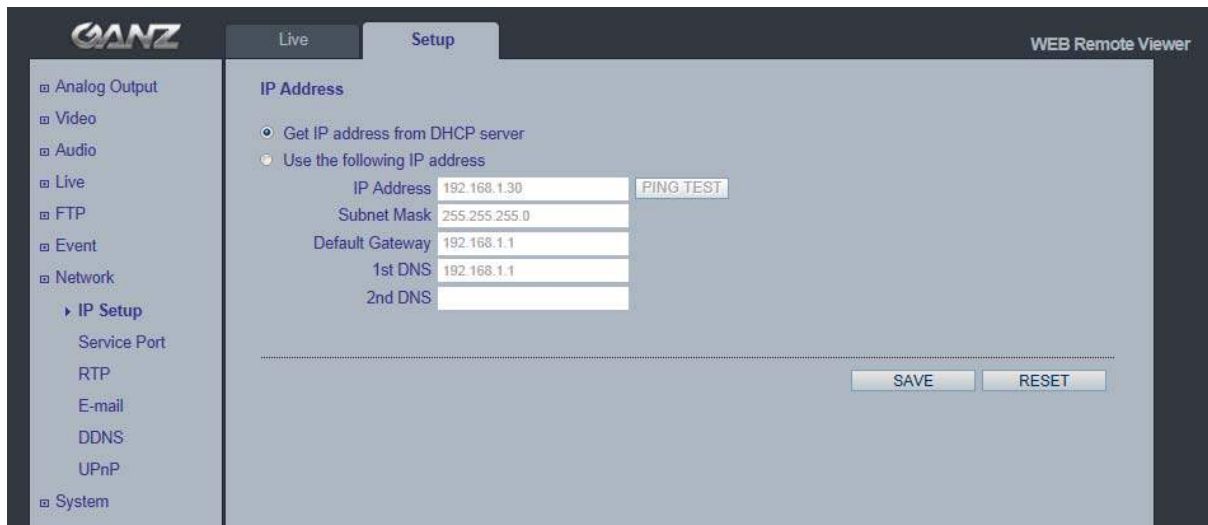 GANZ
Live
Setup
WEB Remote Viewer
Analog Output
Video
Audio
Live
FTP
Event
Network
IP Setup
Service Port
RTP
E-mail
DDNS
UPnP
System
IP Address
Get IP address from DHCP server
Use the following IP address
IP Address 192.168.1.30 PING TEST
Subnet Mask 255.255.255.0
Default Gateway 192.168.1.1
1st DNS 192.168.1.1
2nd DNS
SAVE RESET